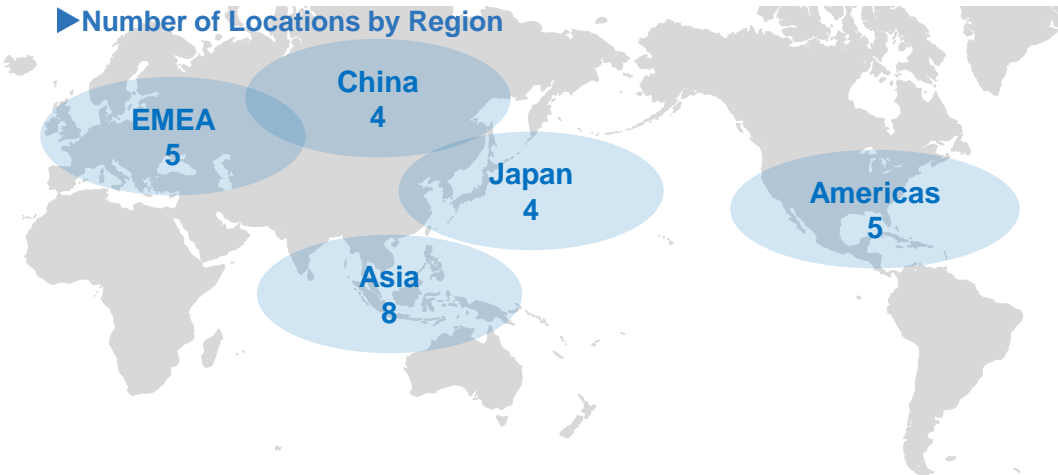 ▶Number of Locations by Region
China
4
EMEA
5
Japan
4
Americas
5
Asia
8